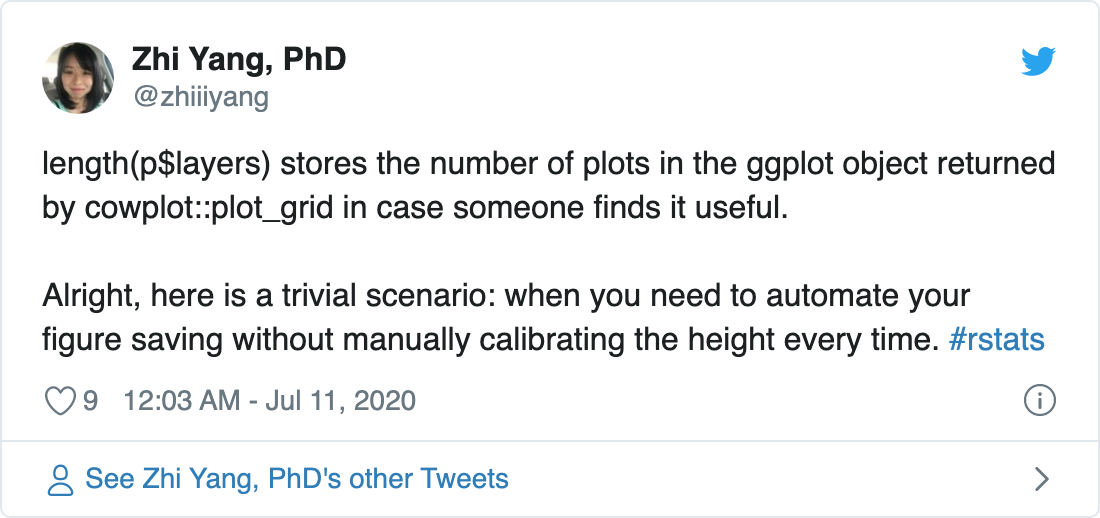 Zhi Yang, PhD
@zhiiiyang
length(p$layers) stores the number of plots in the ggplot object returned
by cowplot::plot_grid in case someone finds it useful.
Alright, here is a trivial scenario: when you need to automate your
figure saving without manually calibrating the height every time. #rstats
9 12:03 AM - Jul 11, 2020
See Zhi Yang, PhD's other Tweets